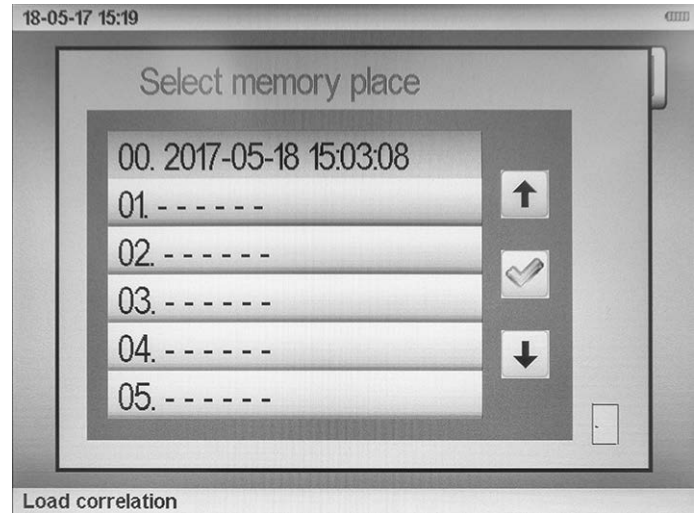 18-05-17 15:19
Select memory place
00. 2017-05-18 15:03:08
01. - - - - - -
02. - - - - - -
03. - - - - - -
04. - - - - - -
05. - - - - - -
Load correlation